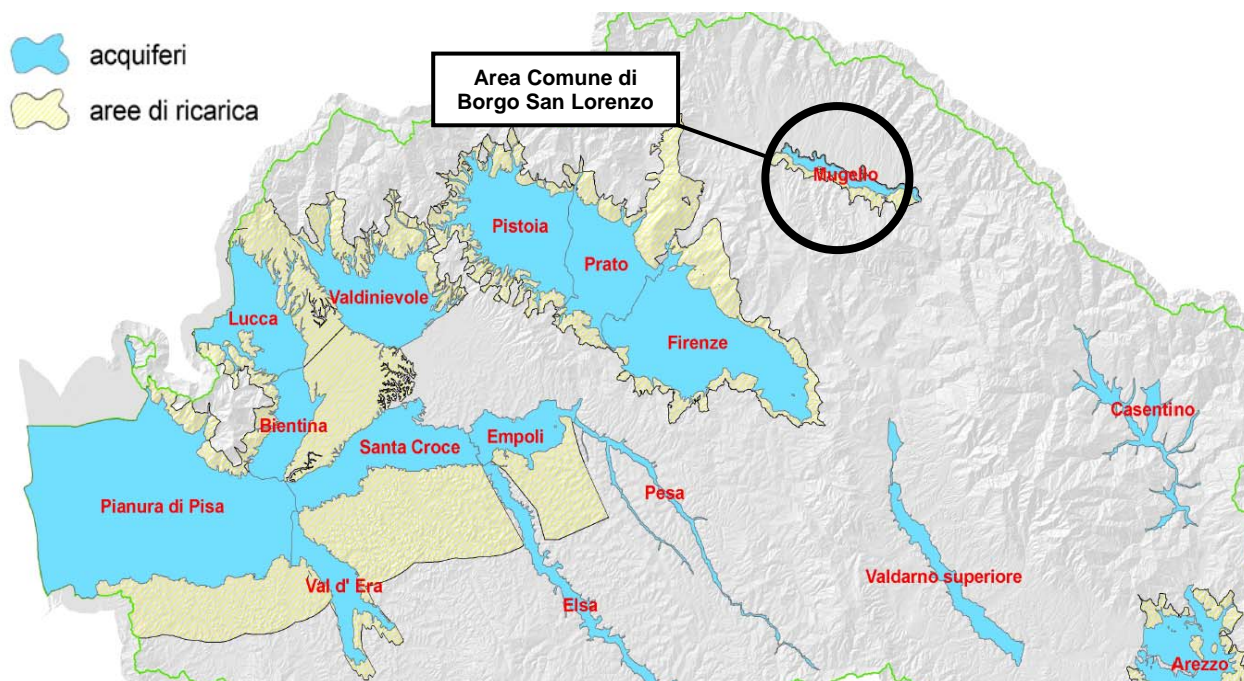 acquiferi
aree di ricarica
Area Comune di
Borgo San Lorenzo
Mugello
Pistoia
Prato
Valdinievole
Lucca
Firenze
Casentino
Bientina
Empoli
Santa Croce
Pesa
Pianura di Pisa
Valdarno superiore
Val d' Era
Elsa
Arezzo